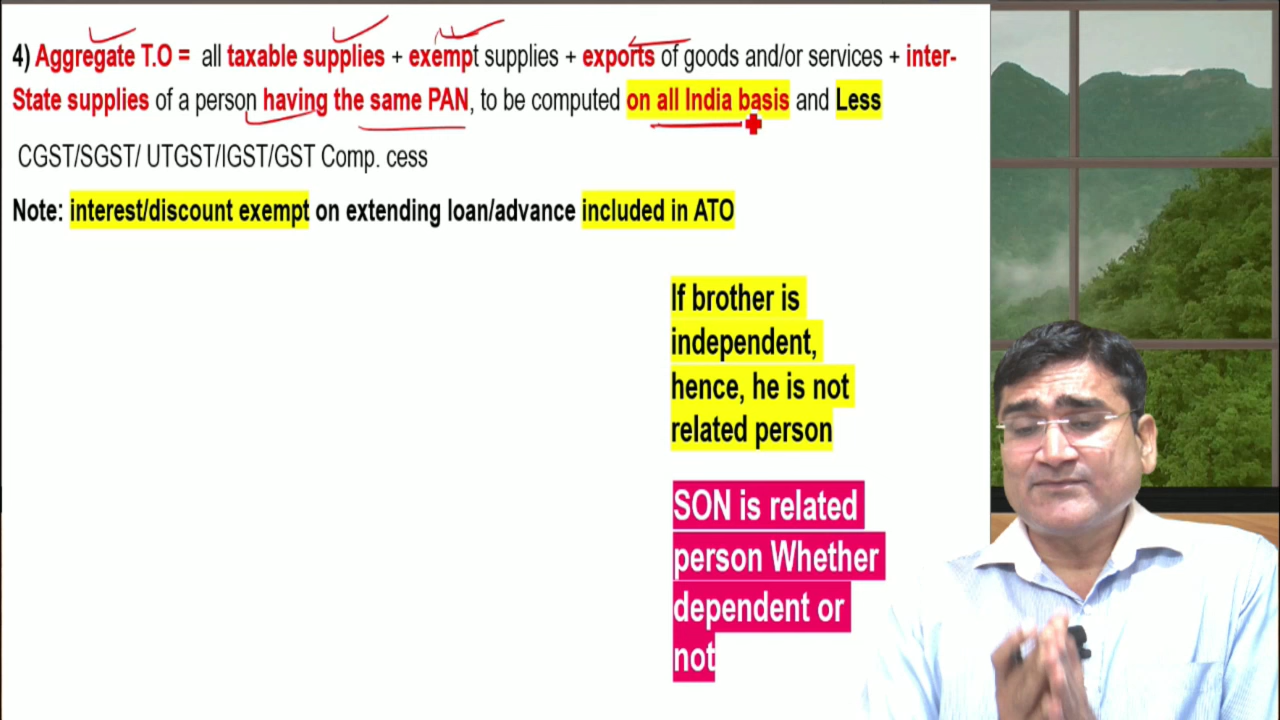 4) Aggregate T.O = all taxable supplies + exempt supplies + exports of goods and/or services + inter-
State supplies of a person having the same PAN, to be computed on all India basis and Less
CGST/SGST/ UTGST/IGST/GST Comp. cess
Note: interest/discount exempt on extending loan/advance included in ATO
If brother is
independent,
hence, he is not
related person
SON is related
person Whether
dependent or
not